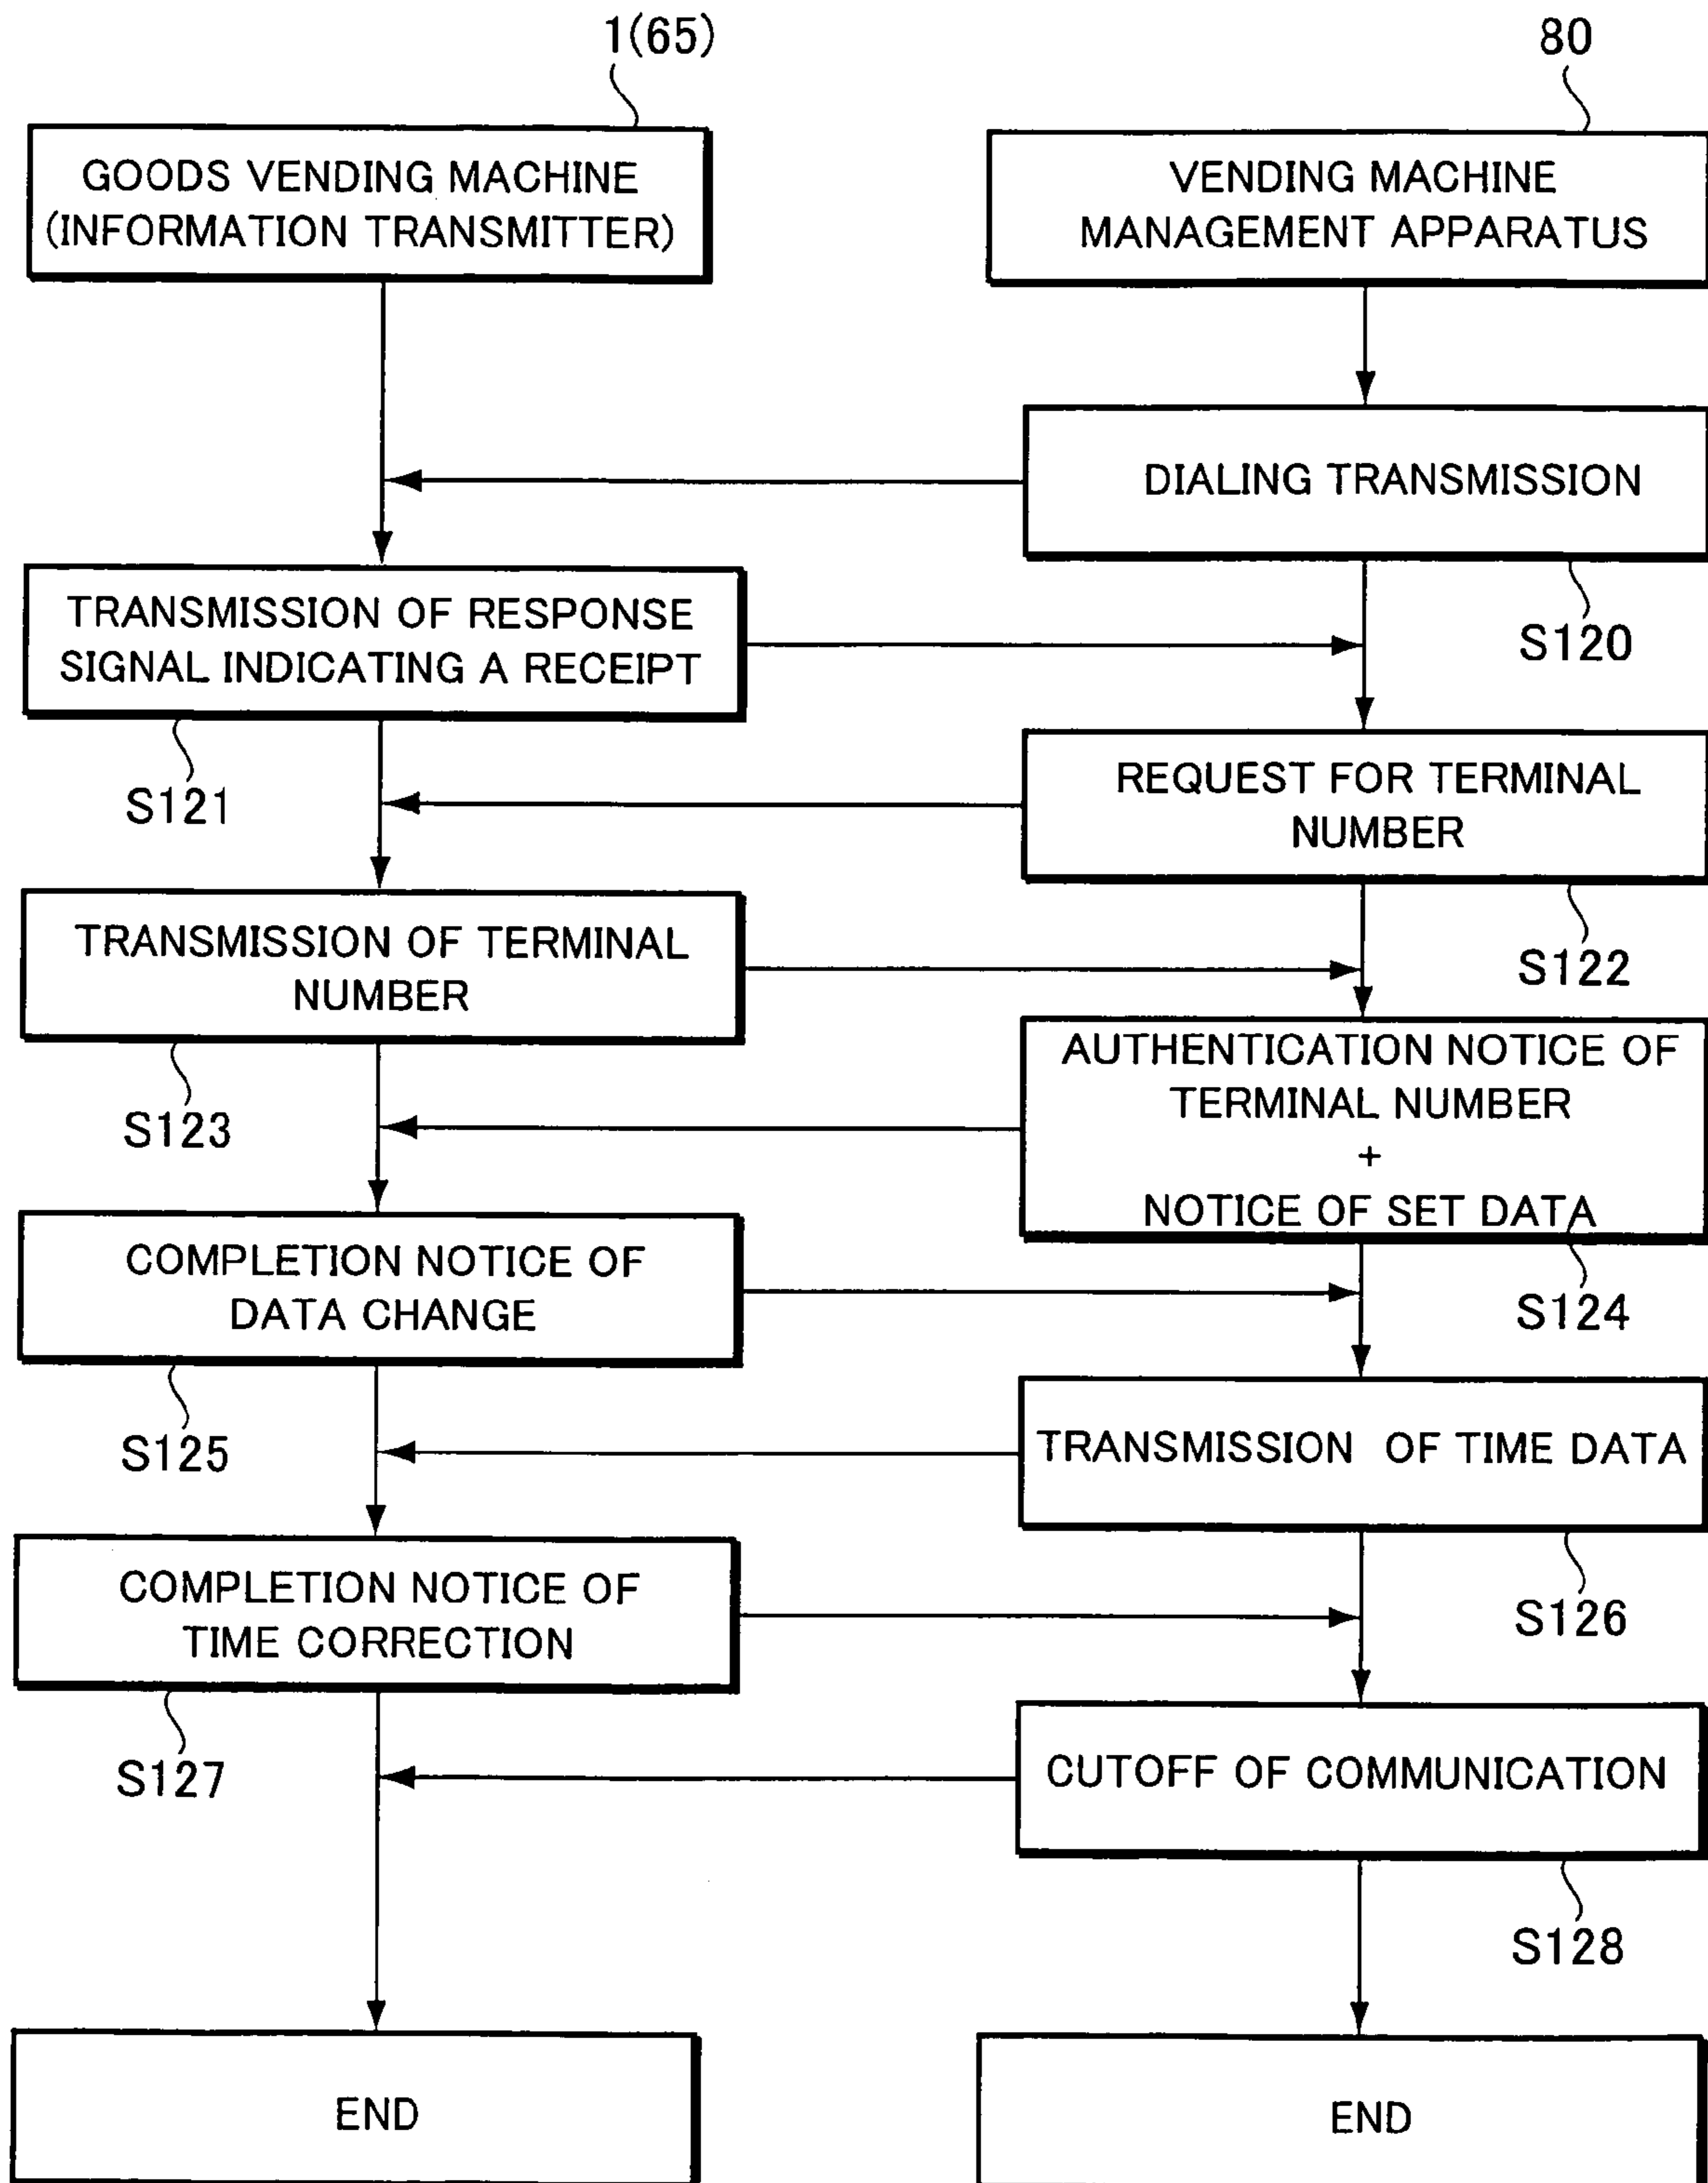 1(65)
80
GOODS VENDING MACHINE
(INFORMATION TRANSMITTER)
VENDING MACHINE
MANAGEMENT APPARATUS
DIALING TRANSMISSION
S120
TRANSMISSION OF RESPONSE
SIGNAL INDICATING A RECEIPT
S121
REQUEST FOR TERMINAL
NUMBER
S122
TRANSMISSION OF TERMINAL
NUMBER
S123
AUTHENTICATION NOTICE OF
TERMINAL NUMBER
+
NOTICE OF SET DATA
S124
COMPLETION NOTICE OF
DATA CHANGE
S125
TRANSMISSION OF TIME DATA
S126
COMPLETION NOTICE OF
TIME CORRECTION
S127
CUTOFF OF COMMUNICATION
S128
END
END